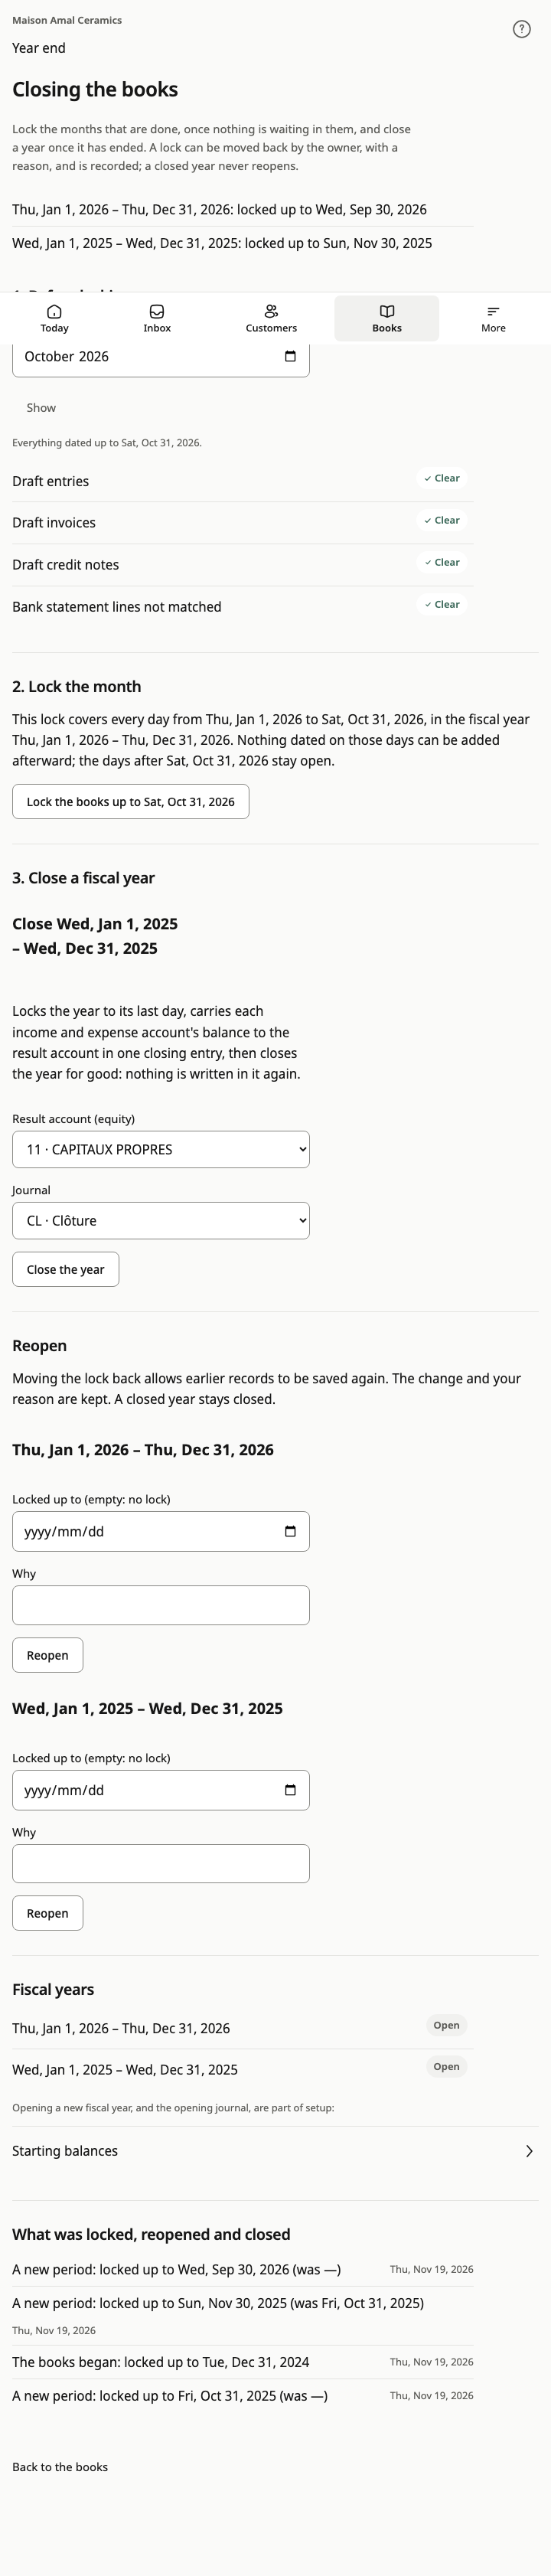 Maison Amal Ceramics
Year end
Closing the books
Lock the months that are done, once nothing is waiting in them, and close
a year once it has ended. A lock can be moved back by the owner, with a
reason, and is recorded; a closed year never reopens.
Thu, Jan 1, 2026 – Thu, Dec 31, 2026: locked up to Wed, Sep 30, 2026
Wed, Jan 1, 2025 – Wed, Dec 31, 2025: locked up to Sun, Nov 30, 2025
Today
Inbox
Customers
Books
More
October 2026
Show
Everything dated up to Sat, Oct 31, 2026.
Draft entries
Clear
Draft invoices
Clear
Draft credit notes
Clear
Bank statement lines not matched
Clear
2. Lock the month
This lock covers every day from Thu, Jan 1, 2026 to Sat, Oct 31, 2026, in the fiscal year
Thu, Jan 1, 2026 – Thu, Dec 31, 2026. Nothing dated on those days can be added
afterward; the days after Sat, Oct 31, 2026 stay open.
Lock the books up to Sat, Oct 31, 2026
3. Close a fiscal year
Close Wed, Jan 1, 2025
– Wed, Dec 31, 2025
Locks the year to its last day, carries each
income and expense account's balance to the
result account in one closing entry, then closes
the year for good: nothing is written in it again.
Result account (equity)
11 · CAPITAUX PROPRES
Journal
CL · Clôture
Close the year
Reopen
Moving the lock back allows earlier records to be saved again. The change and your
reason are kept. A closed year stays closed.
Thu, Jan 1, 2026 – Thu, Dec 31, 2026
Locked up to (empty: no lock)
yyyy/mm/dd
Why
Reopen
Wed, Jan 1, 2025 – Wed, Dec 31, 2025
Locked up to (empty: no lock)
yyyy/mm/dd
Why
Reopen
Fiscal years
Thu, Jan 1, 2026 – Thu, Dec 31, 2026
Open
Wed, Jan 1, 2025 – Wed, Dec 31, 2025
Open
Opening a new fiscal year, and the opening journal, are part of setup:
Starting balances
What was locked, reopened and closed
A new period: locked up to Wed, Sep 30, 2026 (was —)
Thu, Nov 19, 2026
A new period: locked up to Sun, Nov 30, 2025 (was Fri, Oct 31, 2025)
Thu, Nov 19, 2026
The books began: locked up to Tue, Dec 31, 2024
Thu, Nov 19, 2026
A new period: locked up to Fri, Oct 31, 2025 (was —)
Thu, Nov 19, 2026
Back to the books